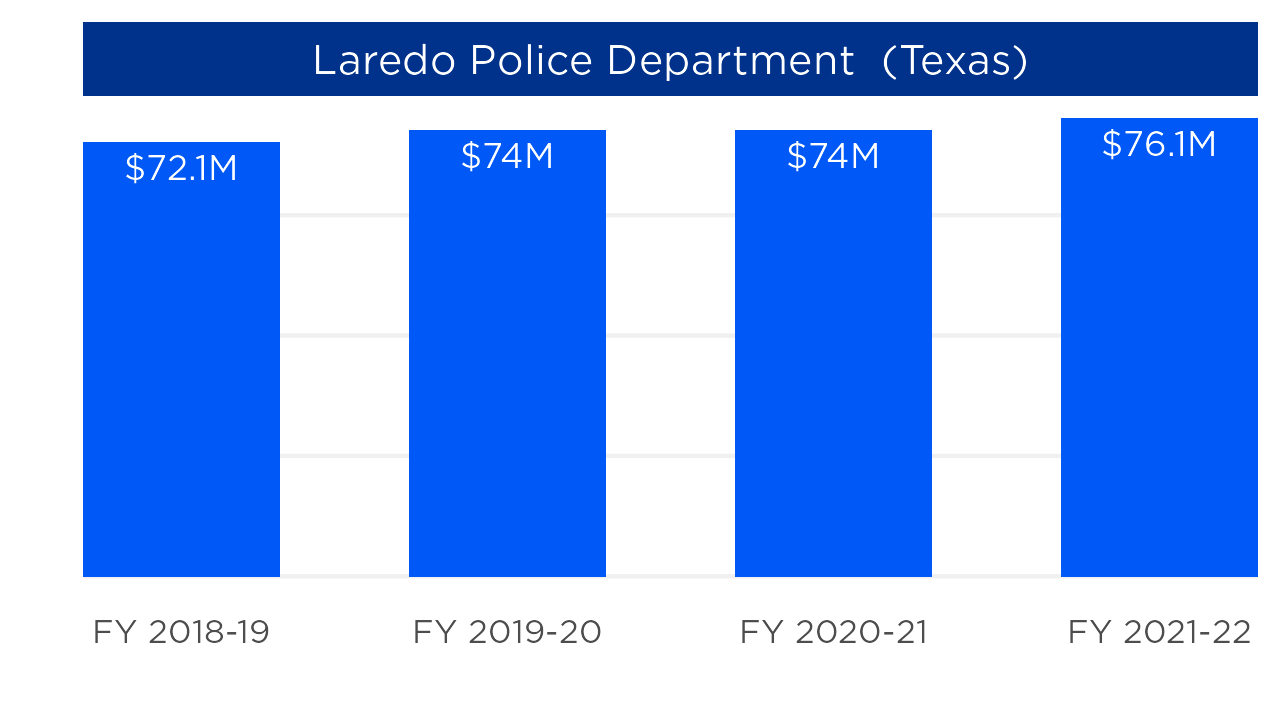 Laredo Police Department (Texas)
$72.1M
$74M
$74M
$76.1M
FY 2018-19
FY 2019-20
FY 2020-21
FY 2021-22